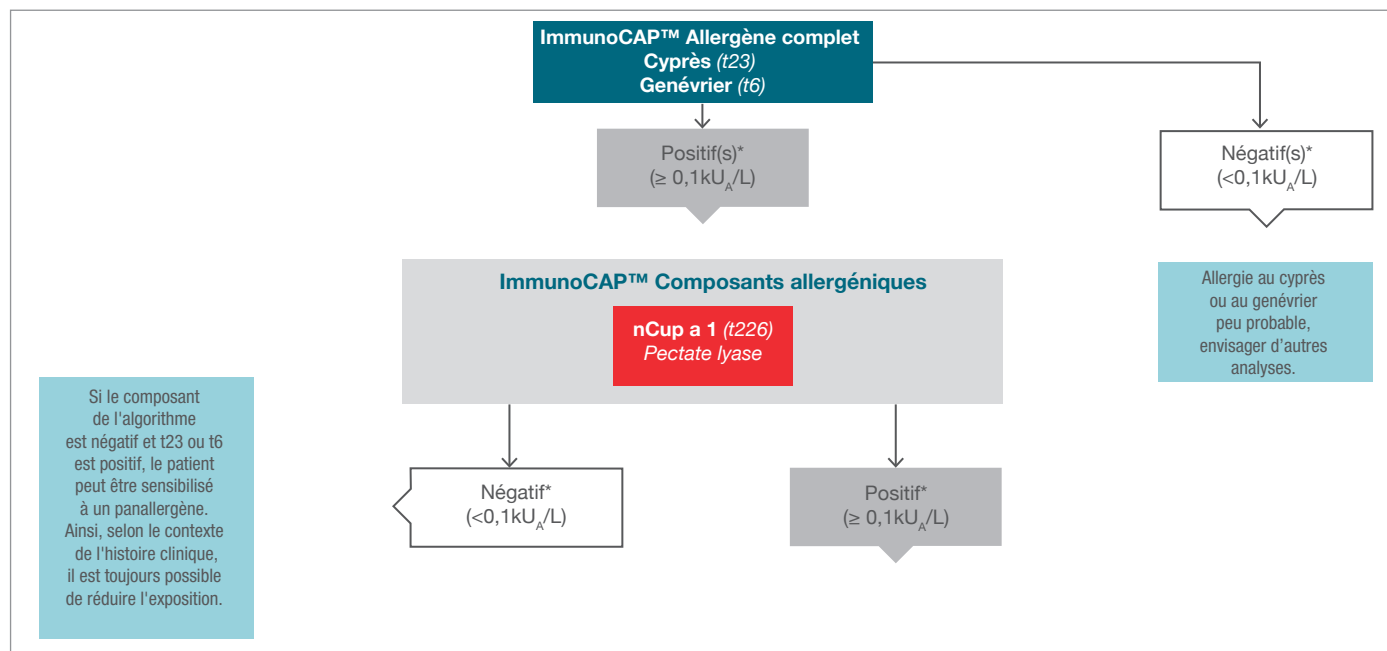 ImmunoCAP™ Allergène complet
Cyprès (t23)
Genévrier (t6)
Positif(s)*
(≥ 0,1kUA/L)
Négatif(s)*
(<0,1kUA/L)
ImmunoCAP™ Composants allergéniques
nCup a 1 (t226)
Pectate lyase
Allergie au cyprès
ou au genévrier
peu probable,
envisager d'autres
analyses.
Si le composant
de l'algorithme
est négatif et t23 ou t6
est positif, le patient
peut être sensibilisé
à un panallergène.
Ainsi, selon le contexte
de l'histoire clinique,
il est toujours possible
de réduire l'exposition.
Négatif*
(<0,1kUA/L)
Positif*
(≥ 0,1kUA/L)